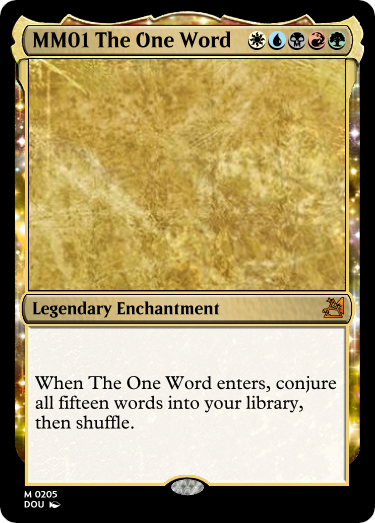 MM01 The One Word
Legendary Enchantment
When The One Word enters, conjure
all fifteen words into your library,
then shuffle.
M 0205
DOU